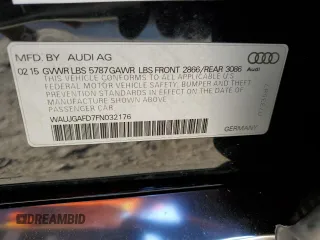 MFD. BY AUDI AG
02 15 GVWR LBS 5787 GAWR LBS FRONT 2866/REAR 3086 Audi
THIS VEHICLE CONFORMS TO ALL APPLICABLE
FEDERAL MOTOR VEHICLE SAFETY, BUMPER AND THEFT
PREVENTION STANDARDS IN EFFECT ON THE DATE
OF MANUFACTURE SHOWN ABOVE.
WAUJGAFD7FN032176
GERMANY
DREAMBID